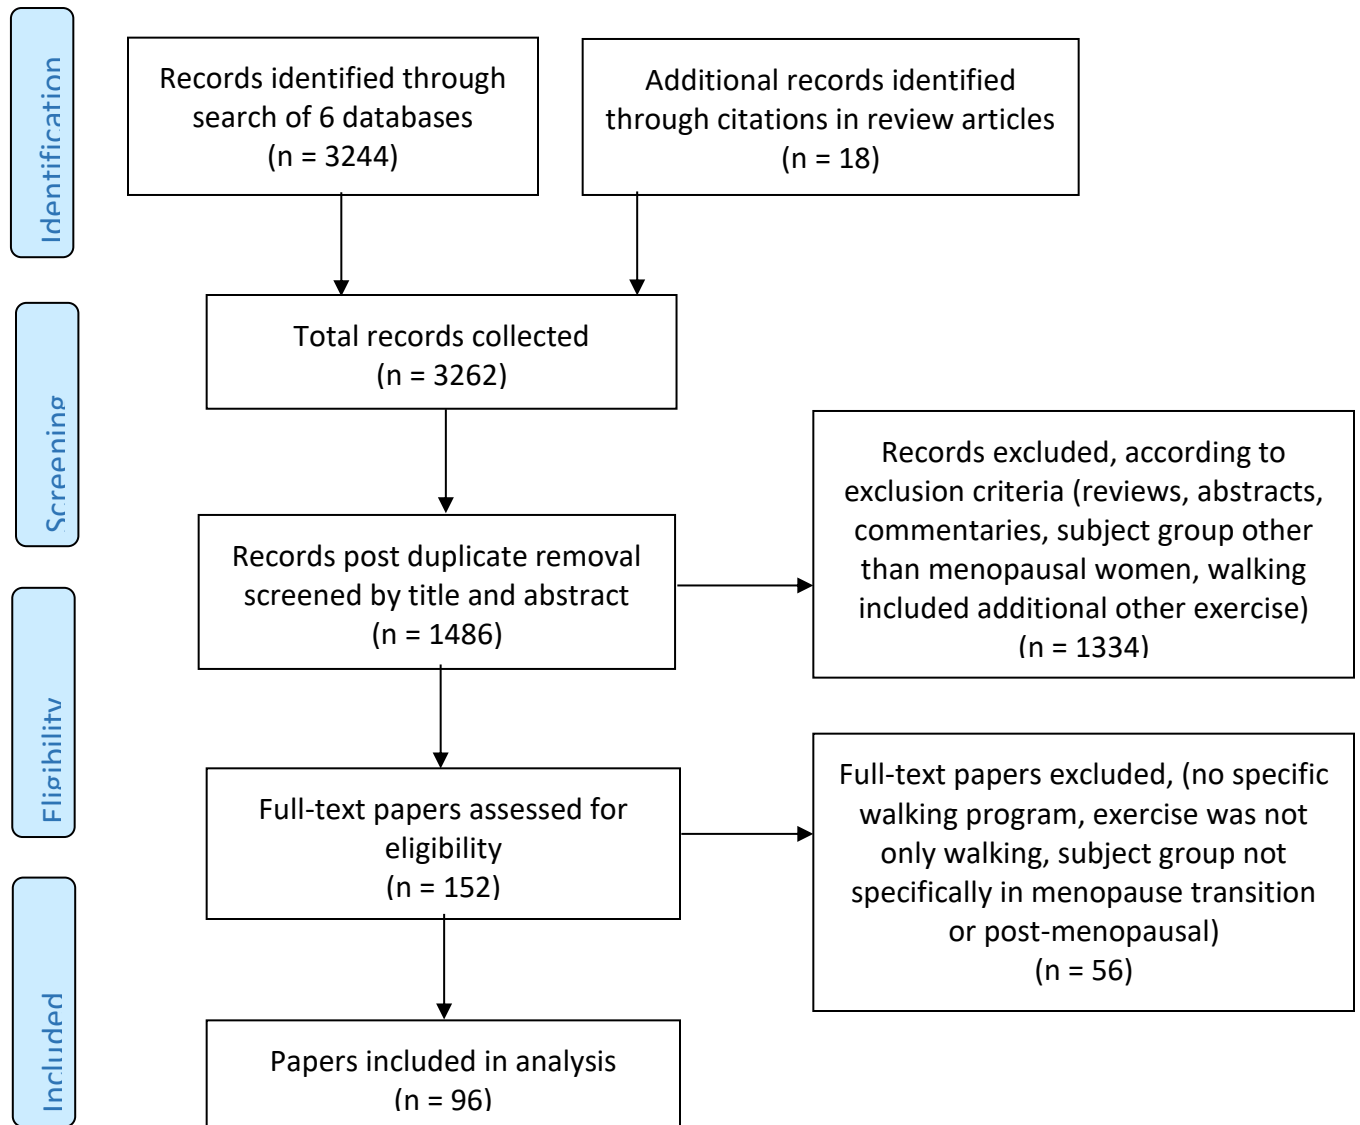 Identification
Records identified through
search of 6 databases
(n = 3244)
Additional records identified
through citations in review articles
(n = 18)
Total records collected
(n = 3262)
Screening
Records excluded, according to
exclusion criteria (reviews, abstracts,
commentaries, subject group other
than menopausal women, walking
included additional other exercise)
(n = 1334)
Records post duplicate removal
screened by title and abstract
(n = 1486)
Eligibility
Full-text papers assessed for
eligibility
(n = 152)
Full-text papers excluded, (no specific
walking program, exercise was not
only walking, subject group not
specifically in menopause transition
or post-menopausal)
(n = 56)
Included
Papers included in analysis
(n = 96)